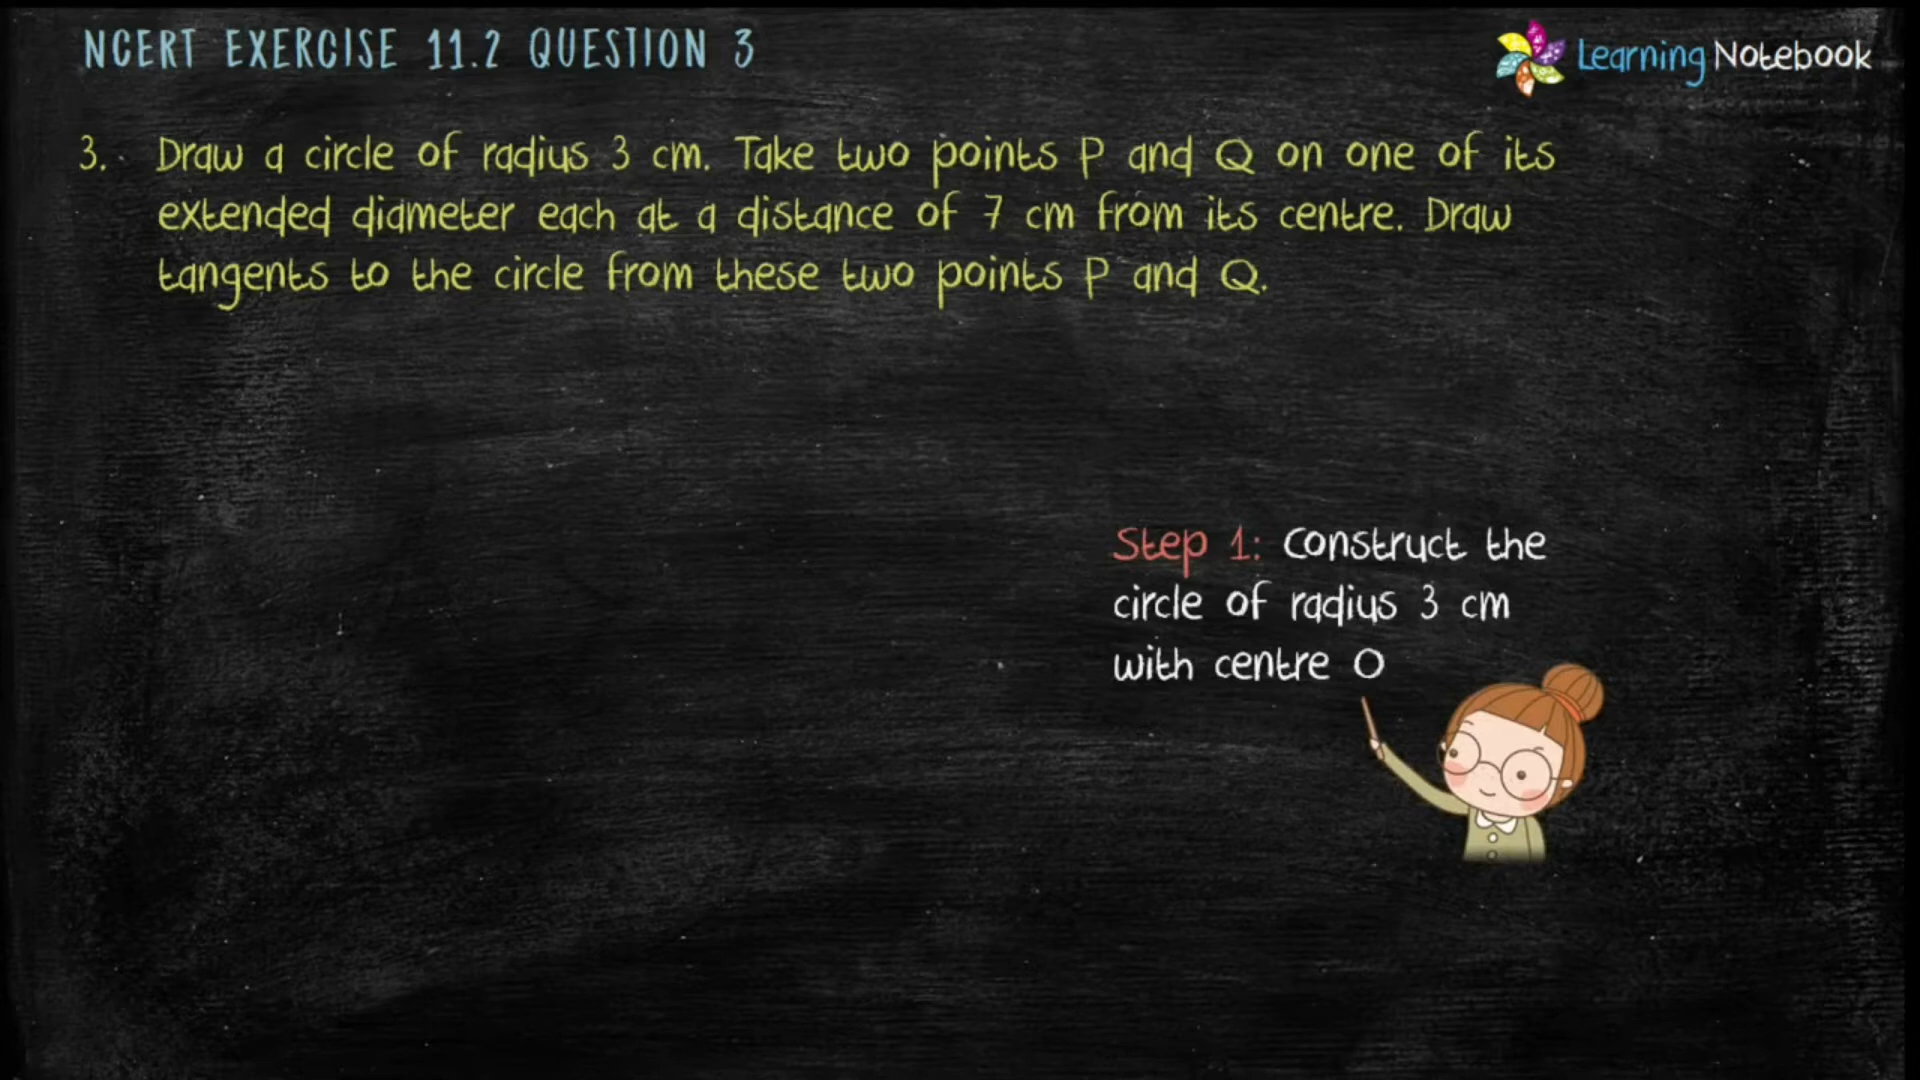 NCERT EXERCISE 11.2 QUESTION 3
Learning Notebook
3. Draw a circle of radius 3 cm. Take two points P and Q on one of its
extended diameter each at a distance of 7 cm from its centre. Draw
tangents to the circle from these two points P and Q.
Step 1: Construct the
circle of radius 3 cm
with centre O